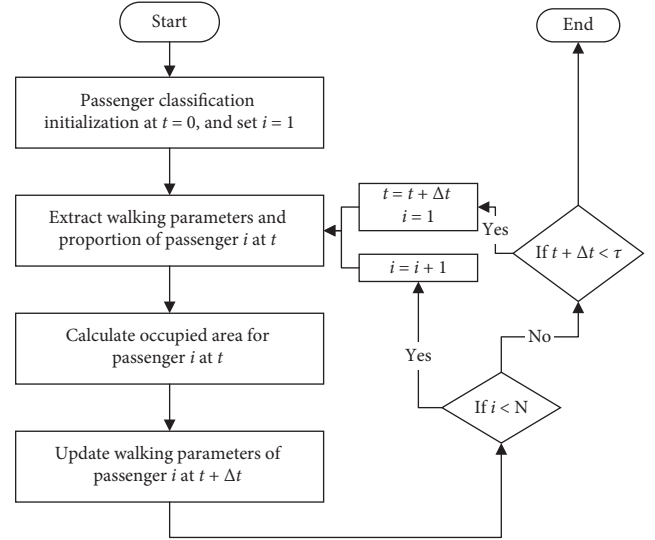 Start
Passenger classification
initialization at t = 0, and set i = 1
Extract walking parameters and
proportion of passenger i at t
Calculate occupied area for
passenger i at t
Update walking parameters of
passenger i at t + Δt
t = t + Δt
i = 1
i = i + 1
Yes
If i < N
No
Yes
If t + Δt < τ
End